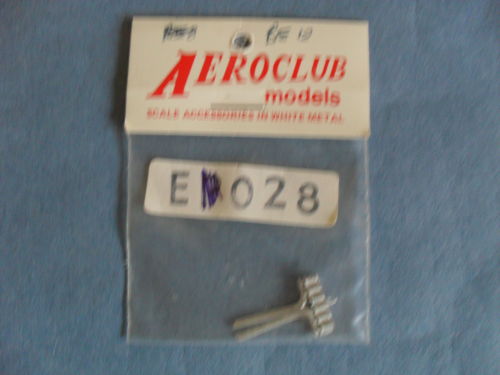 AEROCLUB
models
SCALE ACCESSORIES IN WHITE METAL
E 028